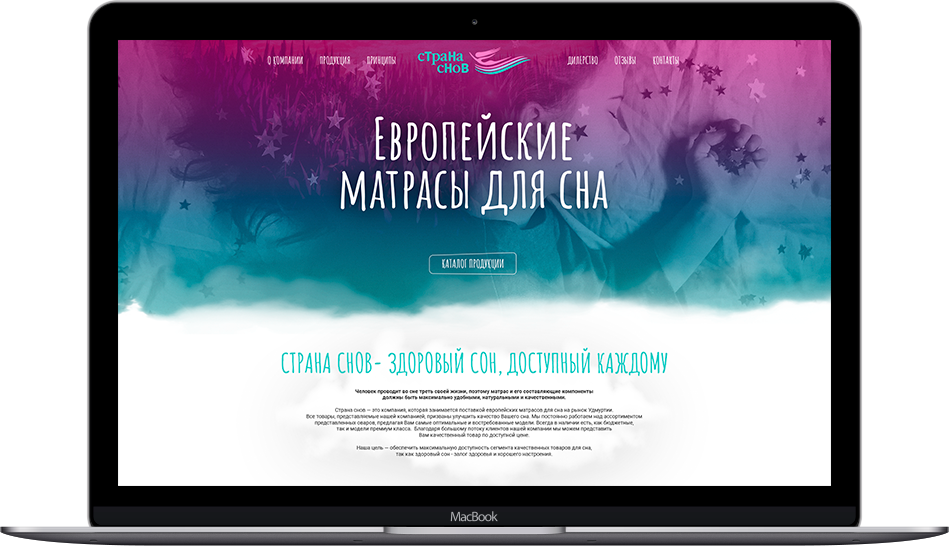 О КОМПАНИИ ПРОДУКЦИЯ ПРИНЦИПЫ страна снов ДИЛЕРСТВО ОТЗЫВЫ КОНТАКТЫ
Европейские
матрасы для сна
КАТАЛОГ ПРОДУКЦИИ
СТРАНА СНОВ- ЗДОРОВЫЙ СОН, ДОСТУПНЫЙ КАЖДОМУ
Человек проводит во сне треть своей жизни, поэтому матрас и его составляющие компоненты
должны быть максимально удобными, натуральными и качественными.
Страна снов — это компания, которая занимается поставкой европейских матрасов для сна на рынок Удмуртии.
Все товары, представляемые нашей компанией, призваны улучшить качество Вашего сна. Мы постоянно работаем над ассортиментом
представленных оваров, предлагая Вам самые оптимальные и востребованные модели. Всегда в наличии есть, как бюджетные,
так и модели премиум класса. Благодаря большому потоку клиентов нашей компании мы можем представить
Вам качественный товар по доступной цене.
Наша цель — обеспечить максимальную доступность сегмента качественных товаров для сна,
так как здоровый сон - залог здоровья и хорошего настроения.
MacBook